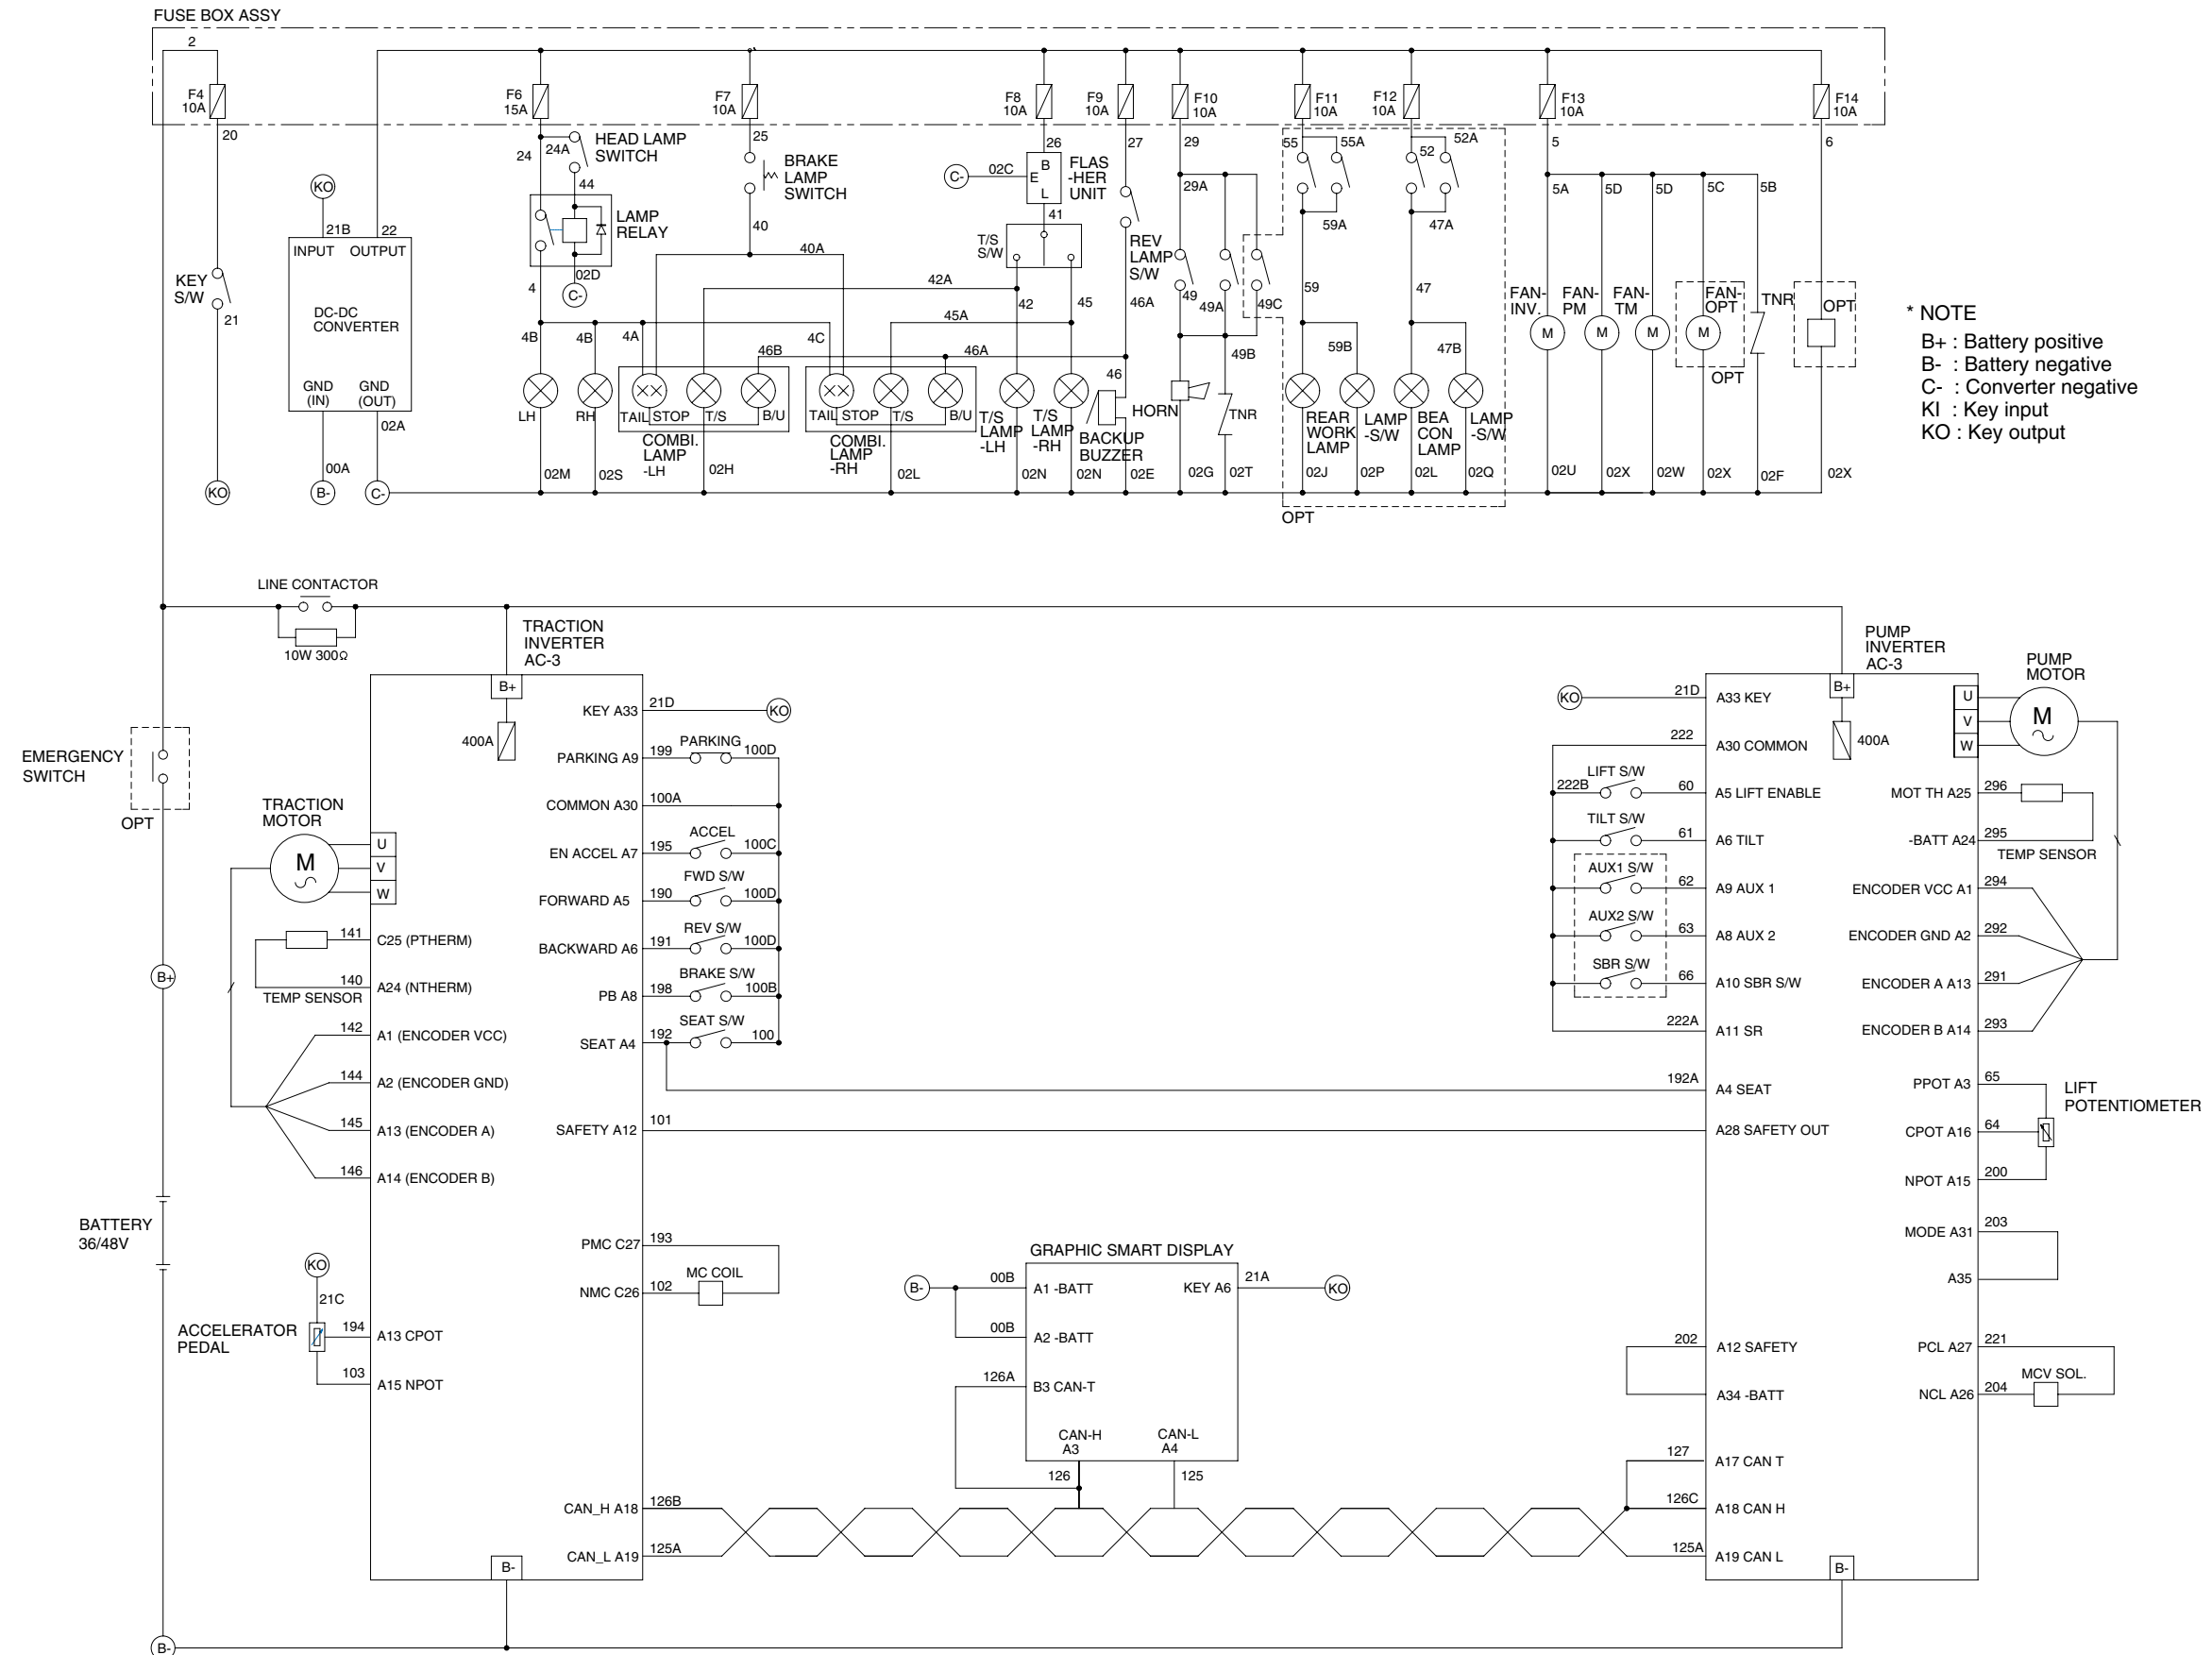 FUSE BOX ASSY
2
F4
10A
F6
15A
F7
10A
F8
10A
F9
10A
F10
10A
F11
10A
F12
10A
F13
10A
F14
10A
20
24
24A
HEAD LAMP
SWITCH
44
25
BRAKE
LAMP
SWITCH
26
27
29
55
55A
52
52A
5
6
C-
02C
B
E
L
FLAS
-HER
UNIT
29A
5A
5D
5D
5C
5B
KO
21B
22
INPUT
OUTPUT
DC-DC
CONVERTER
GND
(IN)
GND
(OUT)
00A
02A
KEY
S/W
21
KO
B-
C-
LAMP
RELAY
02D
C-
40
40A
41
T/S
S/W
REV
LAMP
S/W
59A
47A
4
42A
42
45
46A
49
49A
49C
59
47
FAN-
INV.
FAN-
PM
FAN-
TM
FAN-
OPT
TNR
OPT
4B
4B
4A
4C
45A
46B
46A
49B
59B
47B
M
M
M
M
OPT
46
LH
RH
XX
TAIL
STOP
T/S
B/U
XX
TAIL
STOP
T/S
B/U
COMBI.
LAMP
-LH
COMBI.
LAMP
-RH
T/S
LAMP
-LH
T/S
LAMP
-RH
BACKUP
BUZZER
HORN
TNR
REAR
WORK
LAMP
LAMP
-S/W
BEA
CON
LAMP
LAMP
-S/W
02M
02S
02H
02L
02N
02N
02E
02G
02T
02J
02P
02L
02Q
02U
02X
02W
02X
02F
02X
OPT
* NOTE
B+ : Battery positive
B- : Battery negative
C- : Converter negative
KI : Key input
KO : Key output
LINE CONTACTOR
10W 300Ω
EMERGENCY
SWITCH
OPT
B+
BATTERY
36/48V
B-
TRACTION
INVERTER
AC-3
B+
400A
TRACTION
MOTOR
M
U
V
W
141
C25 (PTHERM)
140
A24 (NTHERM)
TEMP SENSOR
142
A1 (ENCODER VCC)
144
A2 (ENCODER GND)
145
A13 (ENCODER A)
146
A14 (ENCODER B)
KO
21C
ACCELERATOR
PEDAL
194
A13 CPOT
103
A15 NPOT
KEY A33
21D
KO
PARKING A9
199
PARKING
100D
COMMON A30
100A
EN ACCEL A7
195
ACCEL
100C
FORWARD A5
190
FWD S/W
100D
BACKWARD A6
191
REV S/W
100D
PB A8
198
BRAKE S/W
100B
SEAT A4
192
SEAT S/W
100
SAFETY A12
101
PMC C27
193
NMC C26
102
MC COIL
CAN_H A18
126B
CAN_L A19
125A
B-
GRAPHIC SMART DISPLAY
B-
00B
A1 -BATT
KEY A6
21A
KO
00B
A2 -BATT
126A
B3 CAN-T
CAN-H
A3
CAN-L
A4
126
125
PUMP
INVERTER
AC-3
B+
400A
PUMP
MOTOR
M
U
V
W
KO
21D
A33 KEY
222
A30 COMMON
222B
LIFT S/W
60
A5 LIFT ENABLE
TILT S/W
61
A6 TILT
AUX1 S/W
62
A9 AUX 1
AUX2 S/W
63
A8 AUX 2
SBR S/W
66
A10 SBR S/W
222A
A11 SR
192A
A4 SEAT
A28 SAFETY OUT
MOT TH A25
296
-BATT A24
295
TEMP SENSOR
ENCODER VCC A1
294
ENCODER GND A2
292
ENCODER A A13
291
ENCODER B A14
293
PPOT A3
65
LIFT
POTENTIOMETER
CPOT A16
64
NPOT A15
200
MODE A31
203
A35
202
A12 SAFETY
A34 -BATT
PCL A27
221
MCV SOL.
NCL A26
204
127
A17 CAN T
126C
A18 CAN H
125A
A19 CAN L
B-